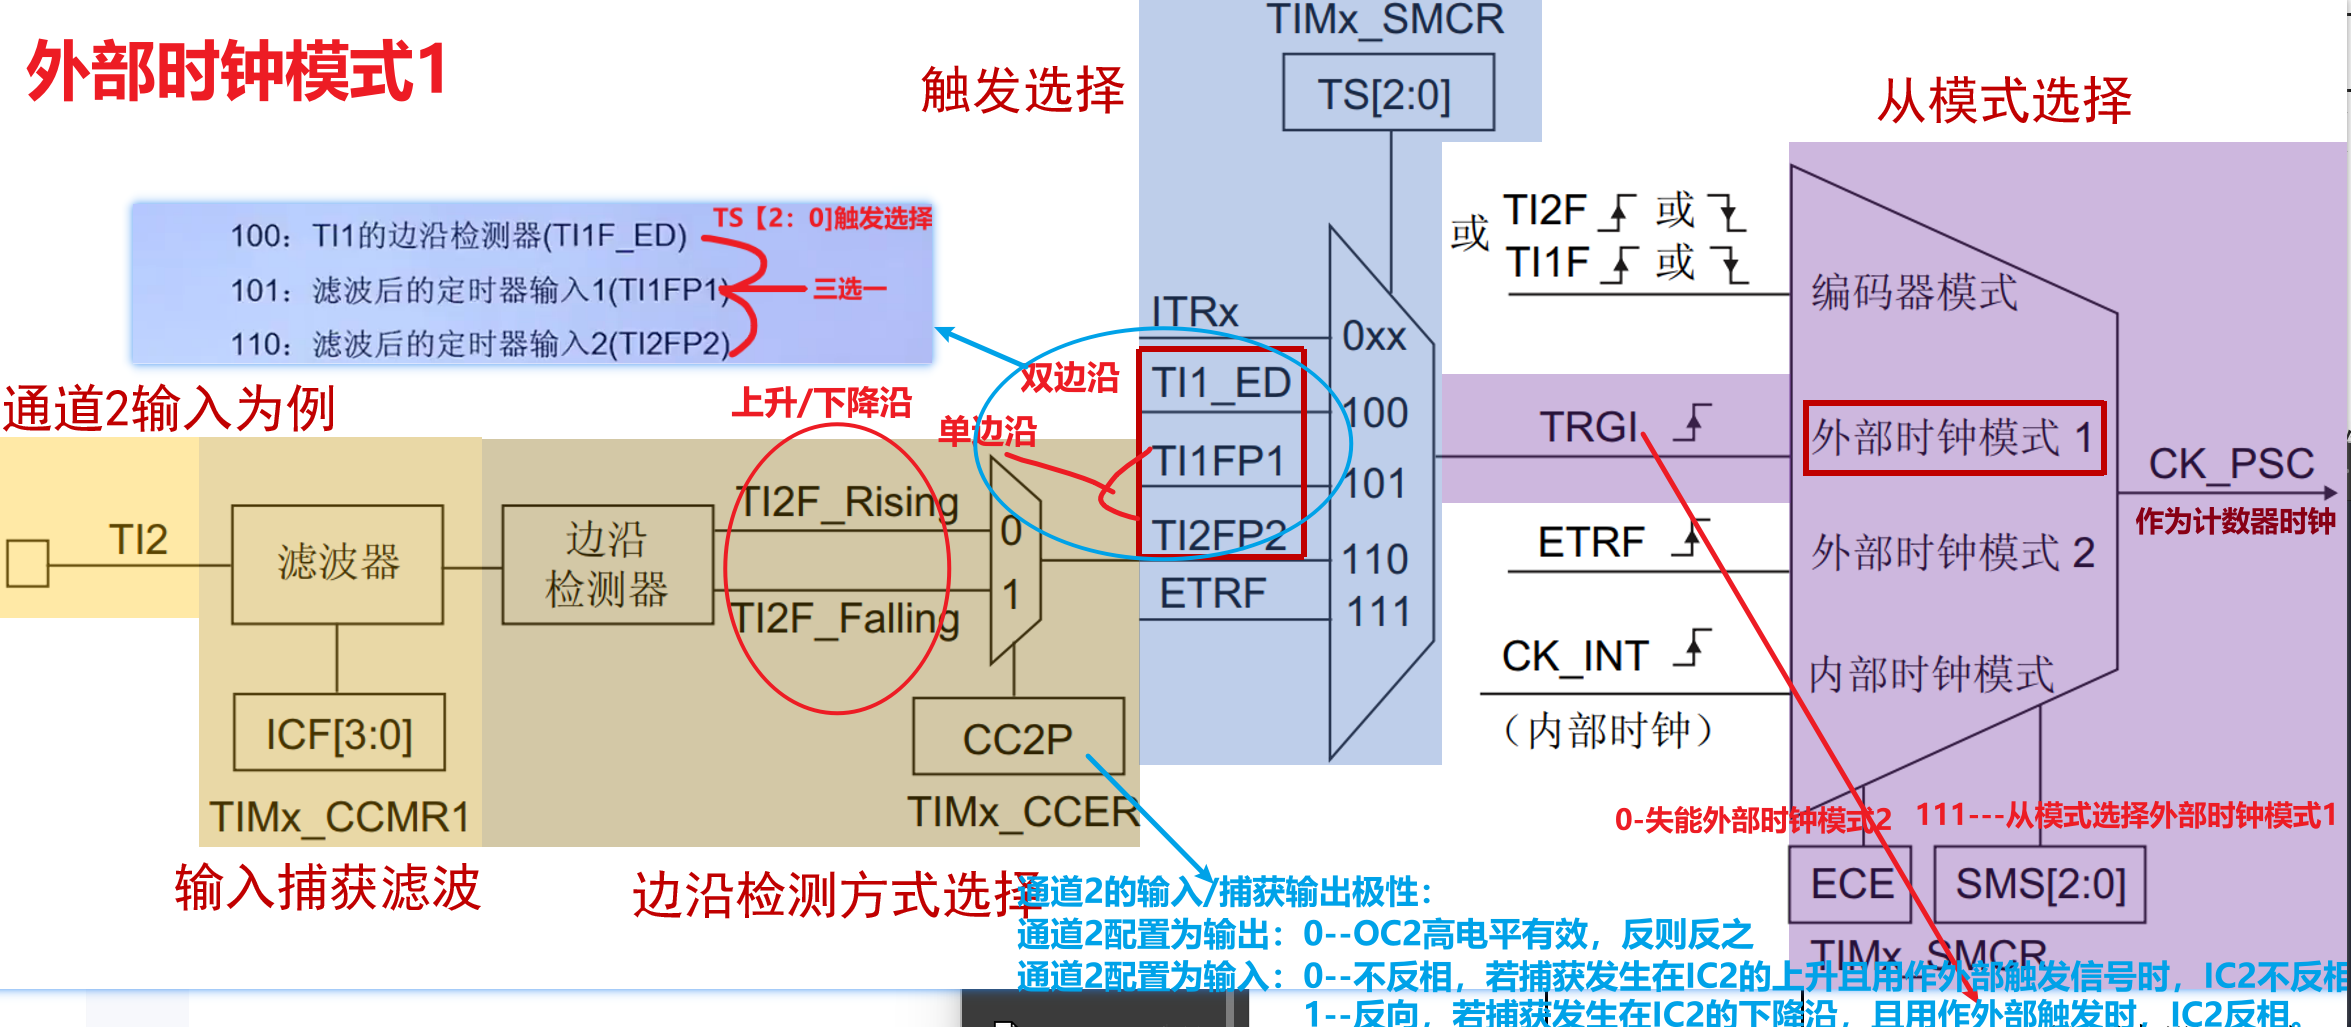 外部时钟模式1
TIMx_SMCR
触发选择
TS[2:0]
从模式选择
TS【2：0]触发选择
100：TI1的边沿检测器(TI1F_ED)
101：滤波后的定时器输入1(TI1FP1)
三选一
110：滤波后的定时器输入2(TI2FP2)
或
TI2F 或
TI1F 或
编码器模式
ITRx
0xx
双边沿
TI1_ED
100
通道2输入为例
上升/下降沿
单边沿
TI1FP1
101
TRGI
外部时钟模式 1
CK_PSC
作为计数器时钟
TI2
滤波器
边沿
检测器
TI2F_Rising
0
TI2F_Falling
1
TI2FP2
110
ETRF
111
ETRF
外部时钟模式 2
CK_INT
内部时钟模式
（内部时钟）
ICF[3:0]
CC2P
TIMx_CCMR1
TIMx_CCER
0-失能外部时钟模式2
111---从模式选择外部时钟模式1
输入捕获滤波
边沿检测方式选择
ECE
SMS[2:0]
TIMx_SMCR
通道2的输入/捕获输出极性：
通道2配置为输出：0--OC2高电平有效，反则反之
通道2配置为输入：0--不反相，若捕获发生在IC2的上升且用作外部触发信号时，IC2不反相
1--反向，若捕获发生在IC2的下降沿，且用作外部触发时，IC2反相。